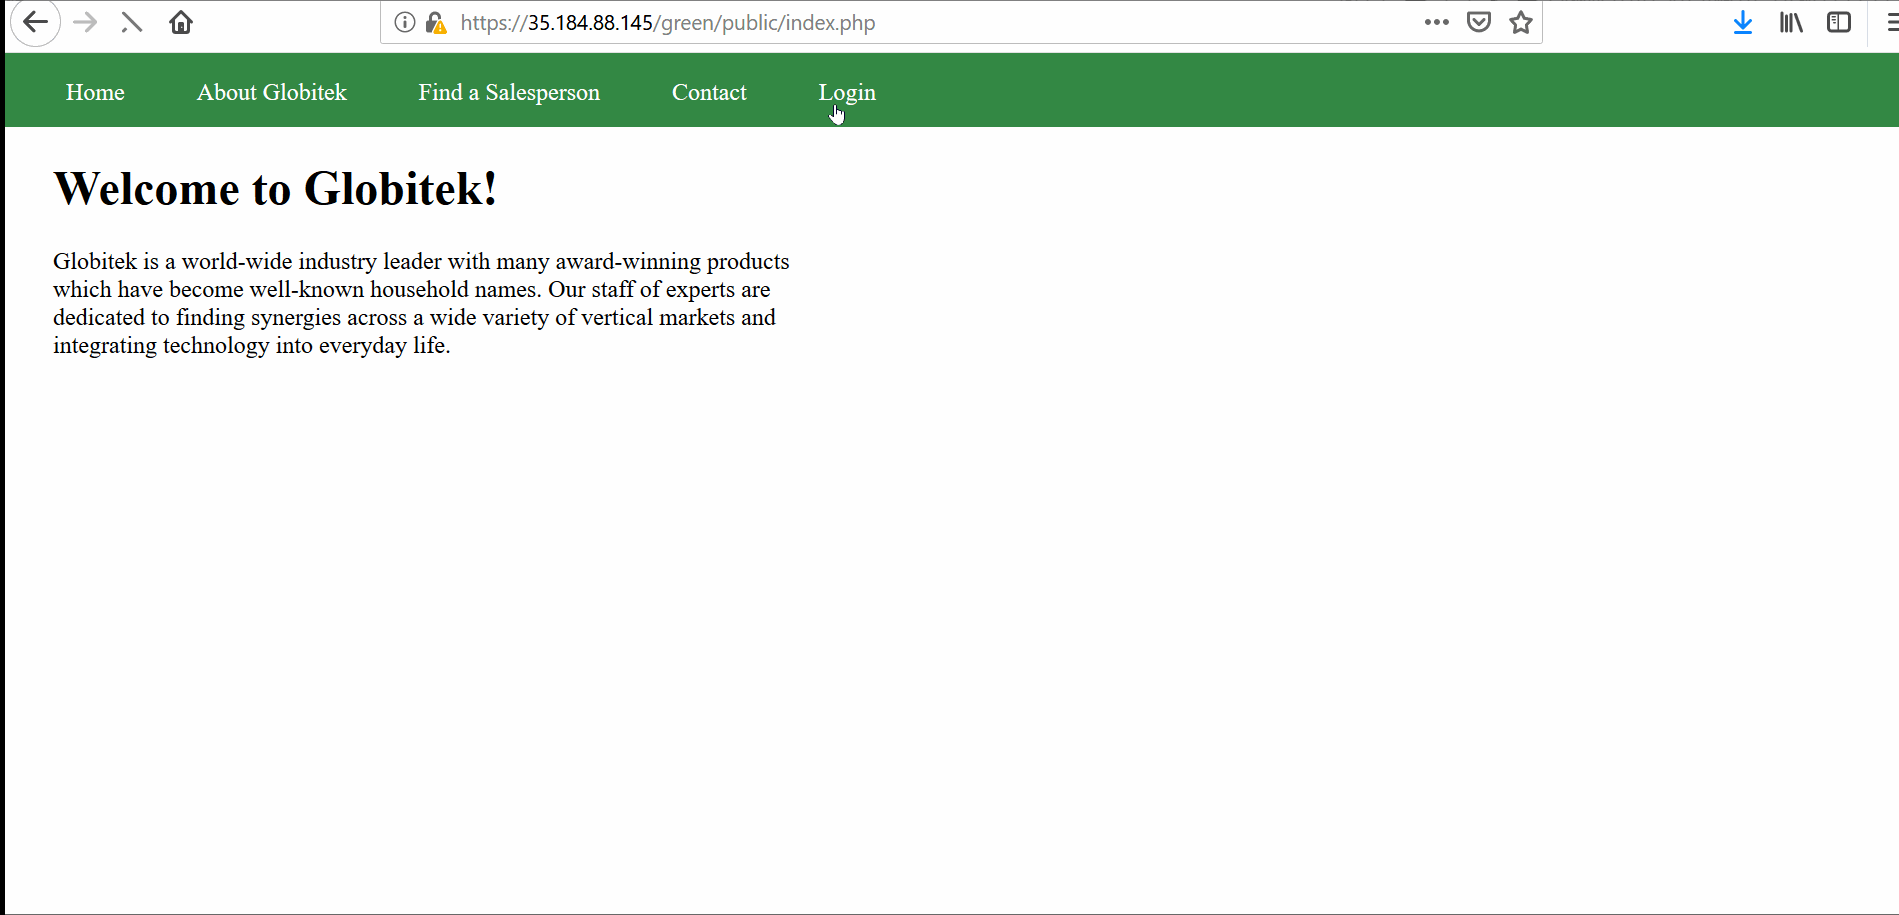 https://35.184.88.145/green/public/index.php
Home About Globitek Find a Salesperson Contact Login
Welcome to Globitek!
Globitek is a world-wide industry leader with many award-winning products
which have become well-known household names. Our staff of experts are
dedicated to finding synergies across a wide variety of vertical markets and
integrating technology into everyday life.